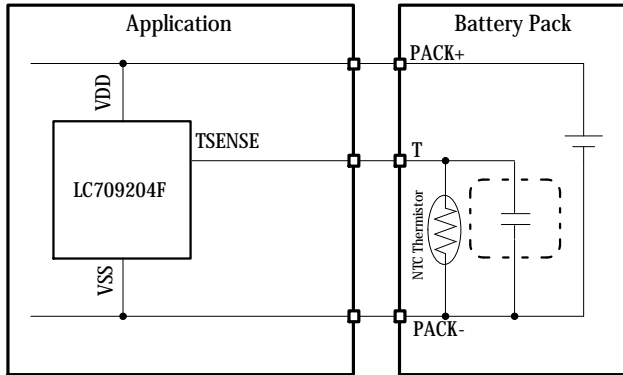 Application
Battery Pack
PACK+
VDD
TSENSE
T
LC709204F
NTC Thermistor
VSS
PACK-